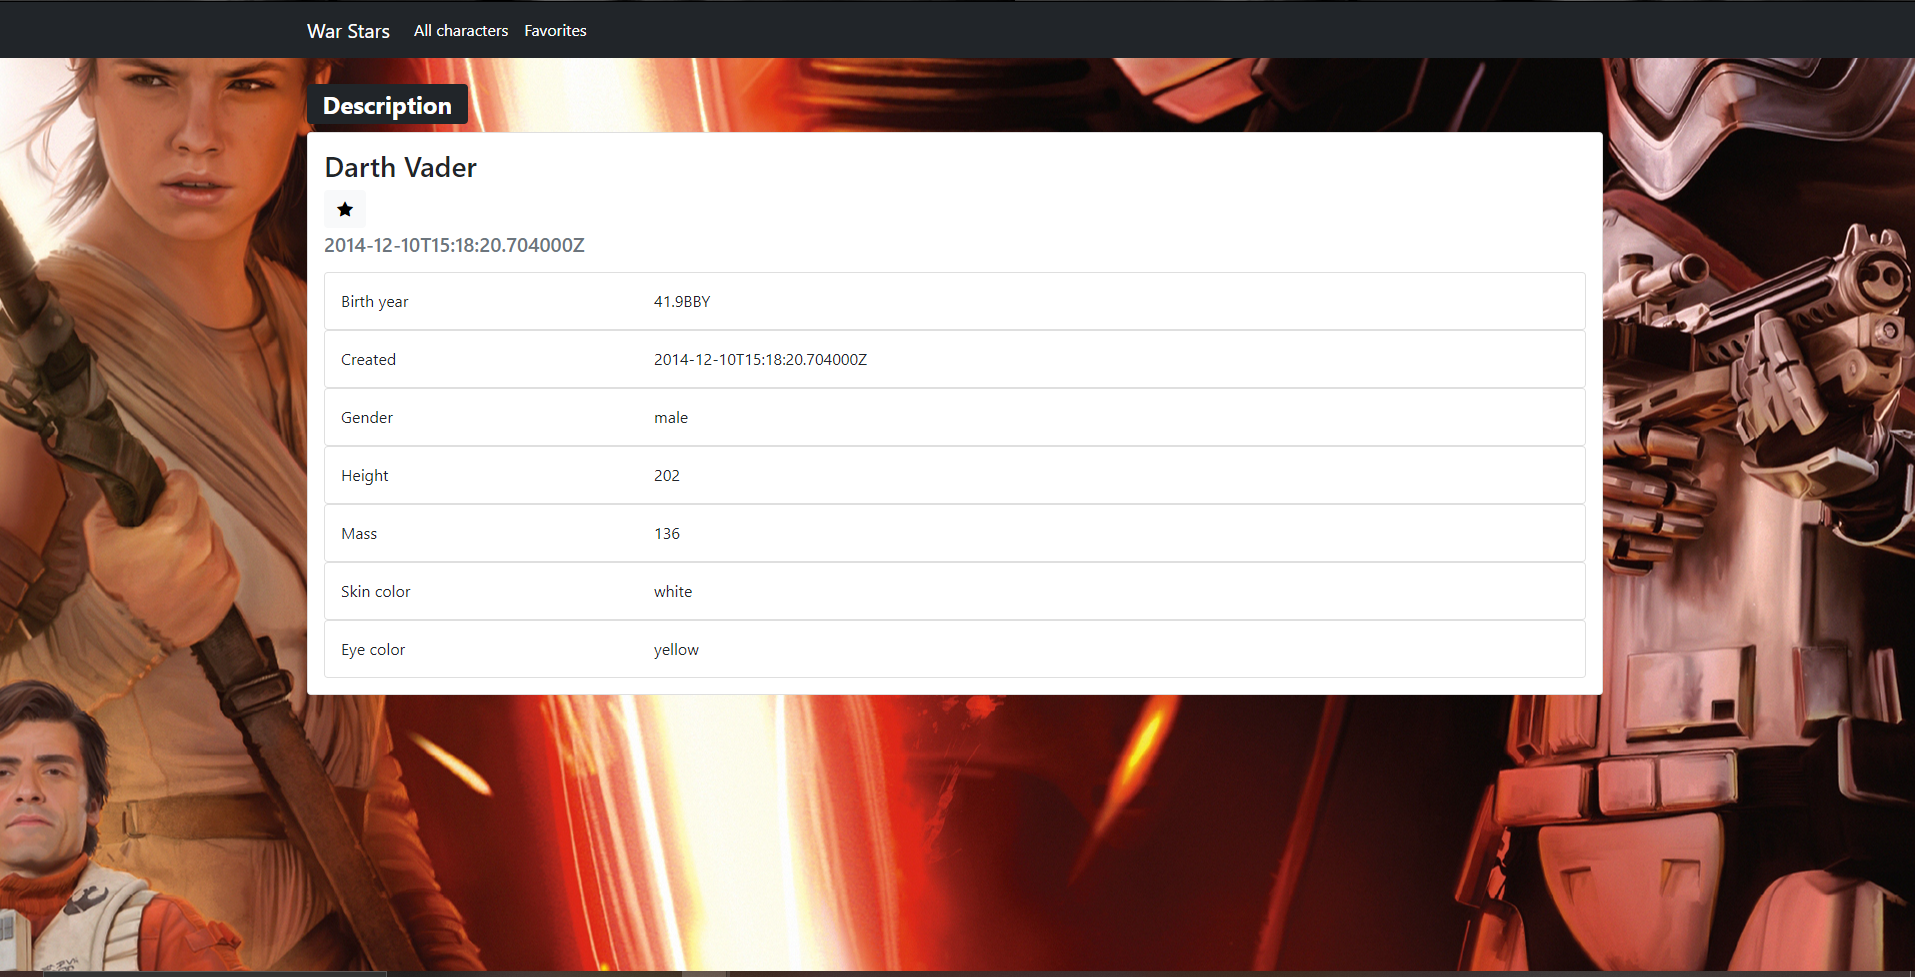 War Stars All characters Favorites
Description
Darth Vader
2014-12-10T15:18:20.704000Z
Birth year 41.9BBY
Created 2014-12-10T15:18:20.704000Z
Gender male
Height 202
Mass 136
Skin color white
Eye color yellow